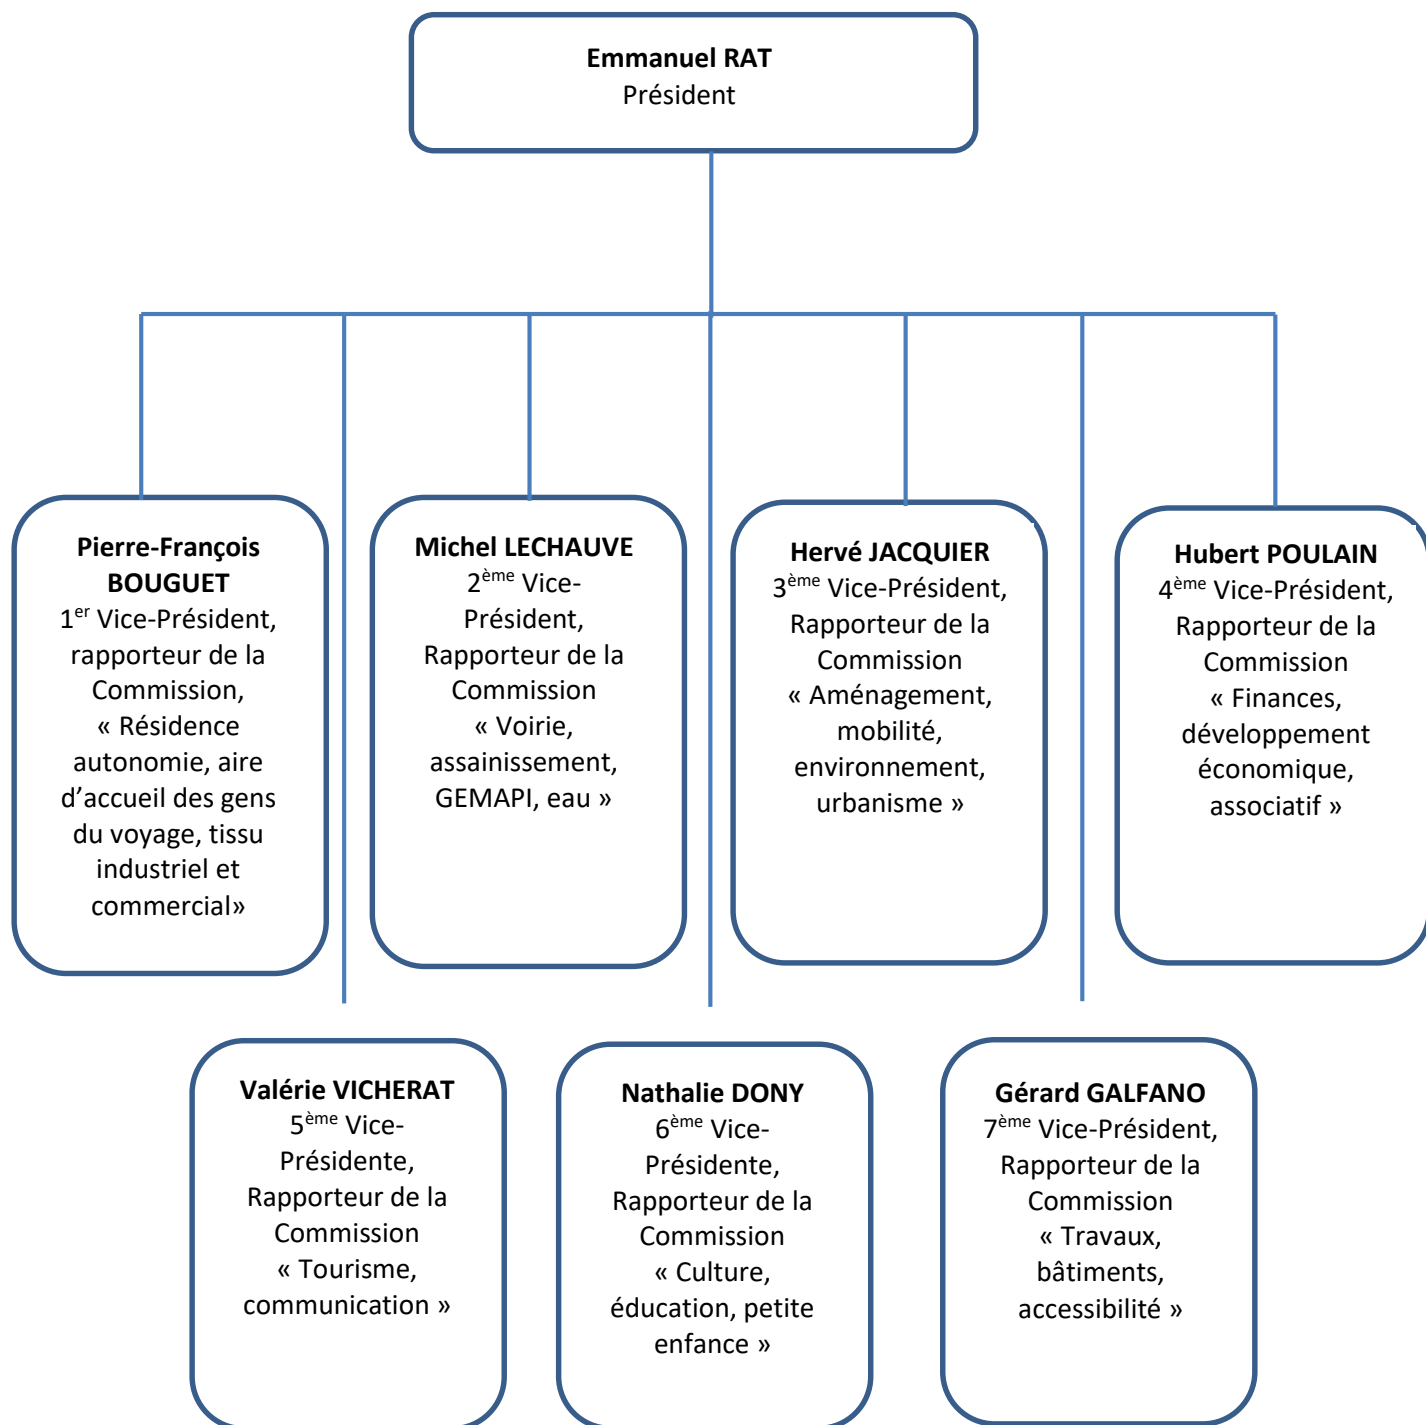 Emmanuel RAT
Président
Pierre-François
BOUGUET
1er Vice-Président,
rapporteur de la
Commission,
« Résidence
autonomie, aire
d’accueil des gens
du voyage, tissu
industriel et
commercial»
Michel LECHAUVE
2ème Vice-
Président,
Rapporteur de la
Commission
« Voirie,
assainissement,
GEMAPI, eau »
Hervé JACQUIER
3ème Vice-Président,
Rapporteur de la
Commission
« Aménagement,
mobilité,
environnement,
urbanisme »
Hubert POULAIN
4ème Vice-Président,
Rapporteur de la
Commission
« Finances,
développement
économique,
associatif »
Valérie VICHERAT
5ème Vice-
Présidente,
Rapporteur de la
Commission
« Tourisme,
communication »
Nathalie DONY
6ème Vice-
Présidente,
Rapporteur de la
Commission
« Culture,
éducation, petite
enfance »
Gérard GALFANO
7ème Vice-Président,
Rapporteur de la
Commission
« Travaux,
bâtiments,
accessibilité »